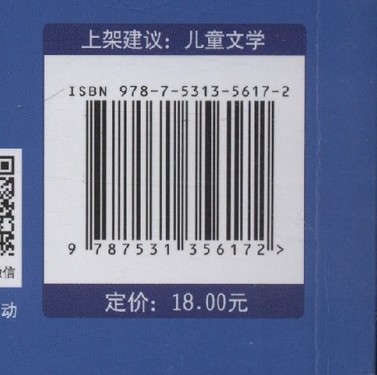 上架建议：儿童文学
ISBN 978-7-5313-5617-2
9 787531 356172 >
定价：18.00元
微信
动